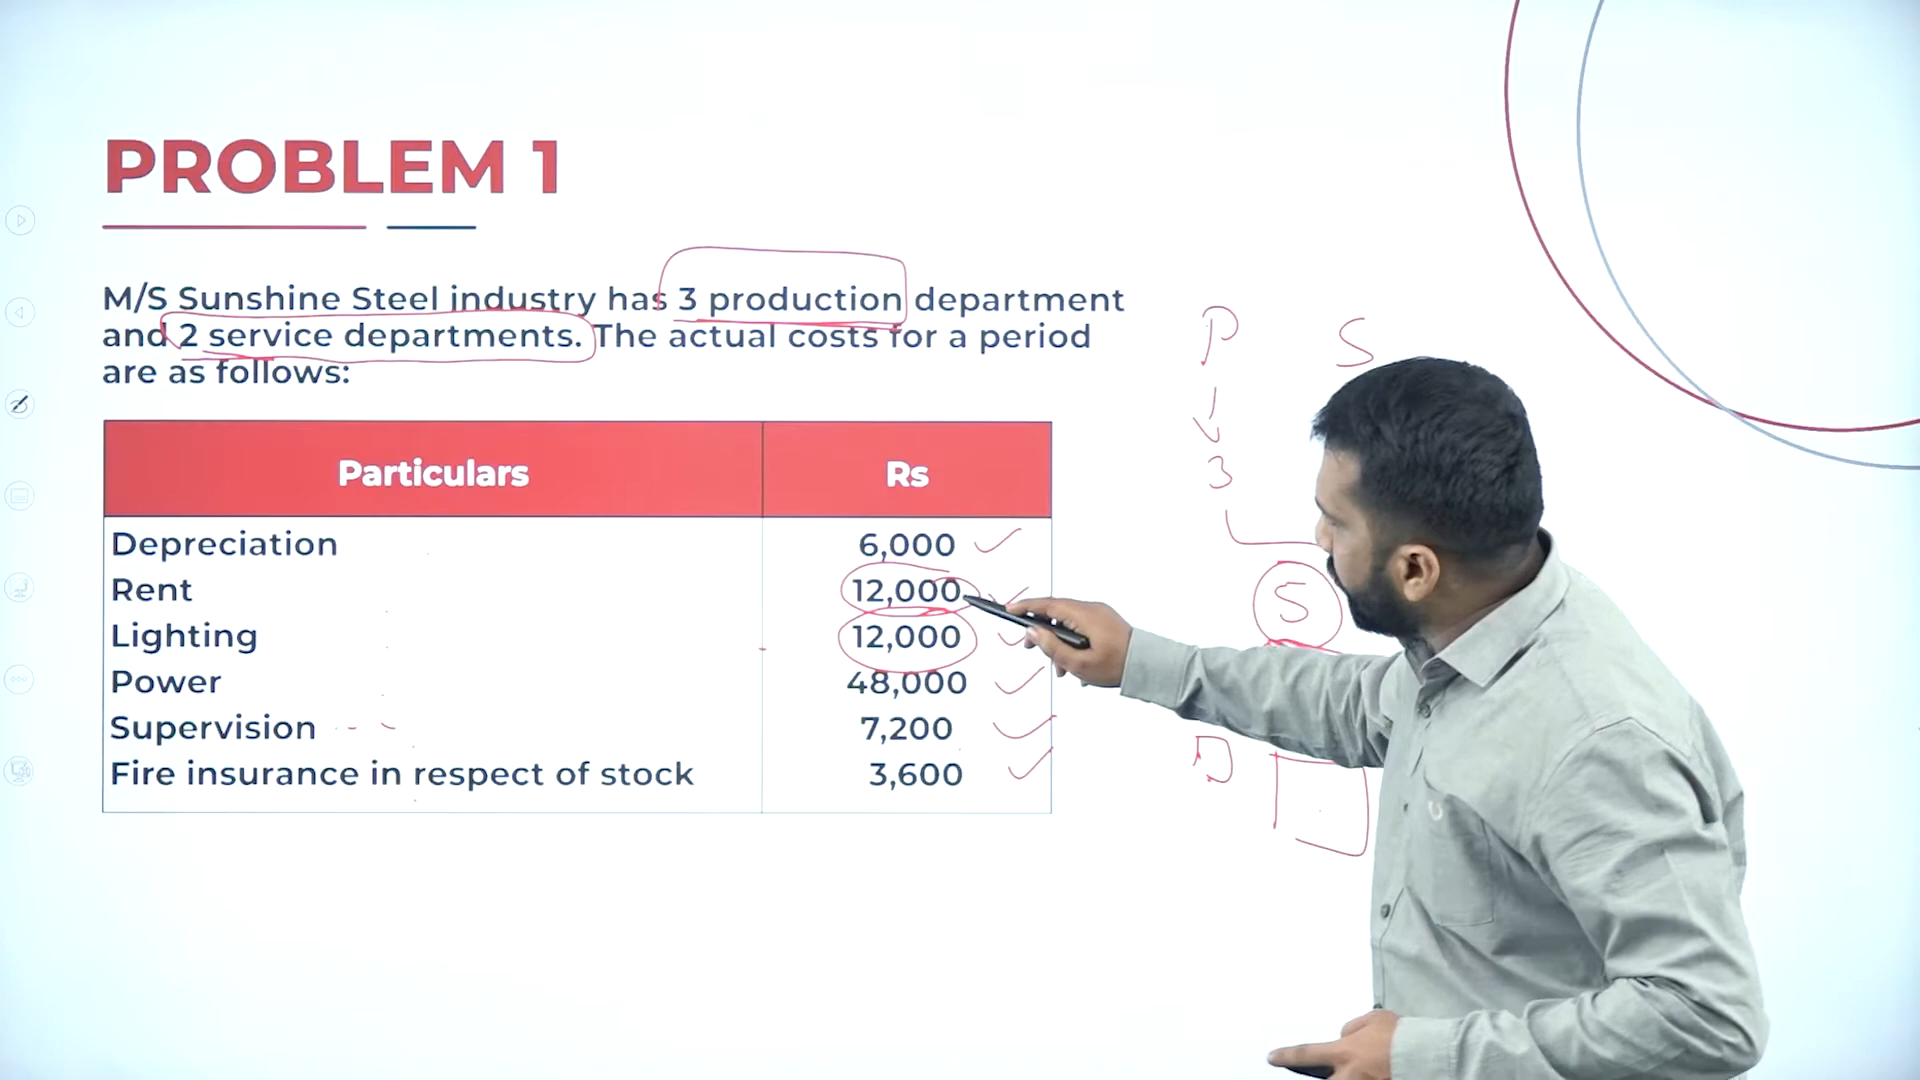 PROBLEM 1
M/S Sunshine Steel industry has 3 production department
and 2 service departments. The actual costs for a period
are as follows:
Particulars Rs
Depreciation 6,000
Rent 12,000
Lighting 12,000
Power 48,000
Supervision 7,200
Fire insurance in respect of stock 3,600
P S
3
5
D